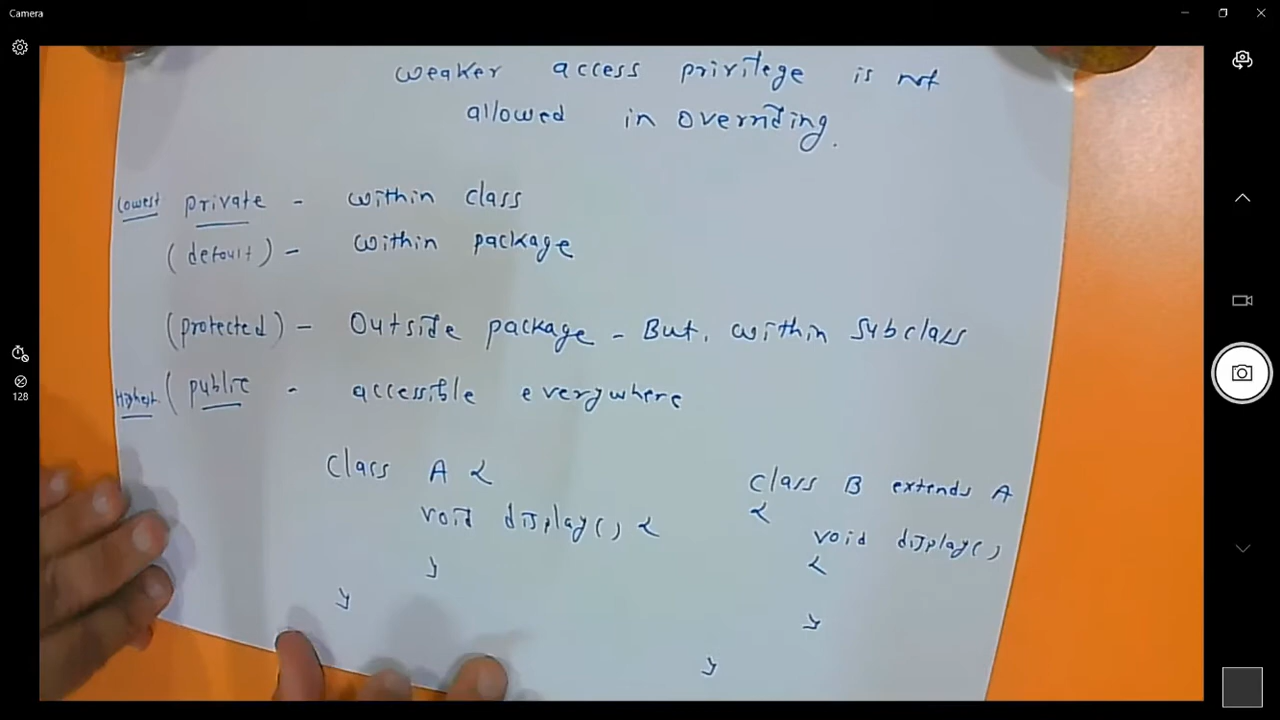 Camera
weaker access privilege is not
allowed in overriding.
Lowest private - within class
(default) - within package
(protected) - Outside package - But, within Subclass
Highest (public - accessible everywhere
class A {
void display() {
}
}
class B extends A
{
void display()
{
}
}
128